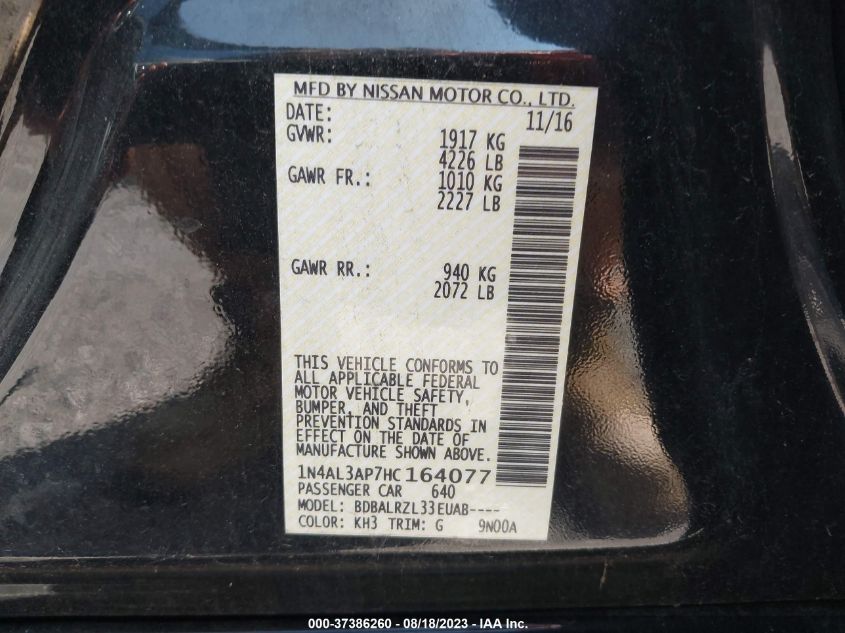 MFD BY NISSAN MOTOR CO., LTD.
DATE: 11/16
GVWR: 1917 KG
4226 LB
GAWR FR.: 1010 KG
2227 LB
GAWR RR.: 940 KG
2072 LB
THIS VEHICLE CONFORMS TO
ALL APPLICABLE FEDERAL
MOTOR VEHICLE SAFETY,
BUMPER, AND THEFT
PREVENTION STANDARDS IN
EFFECT ON THE DATE OF
MANUFACTURE SHOWN ABOVE.
1N4AL3AP7HC164077
PASSENGER CAR 640
MODEL: BDBALRZL33EUAB----
COLOR: KH3 TRIM: G 9N00A
000-37386260 - 08/18/2023 - IAA Inc.